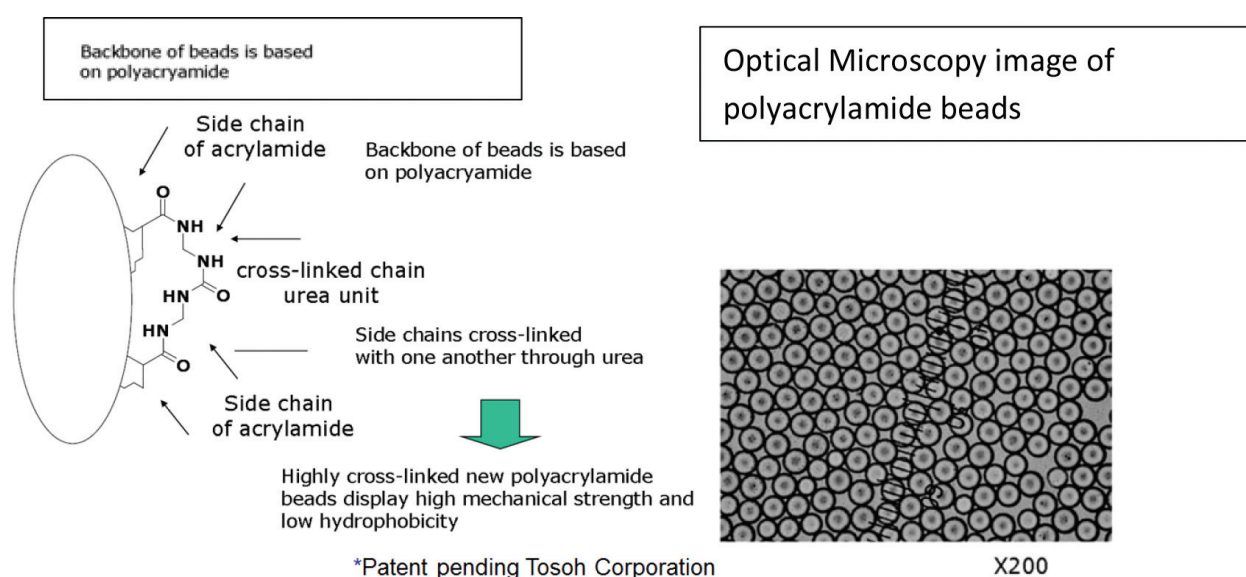 Backbone of beads is based
on polyacryamide
Optical Microscopy image of
polyacrylamide beads
Side chain
of acrylamide
Backbone of beads is based
on polyacryamide
O
NH
NH
cross-linked chain
urea unit
HN
O
HN
O
Side chains cross-linked
with one another through urea
Side chain
of acrylamide
Highly cross-linked new polyacrylamide
beads display high mechanical strength and
low hydrophobicity
*Patent pending Tosoh Corporation
X200